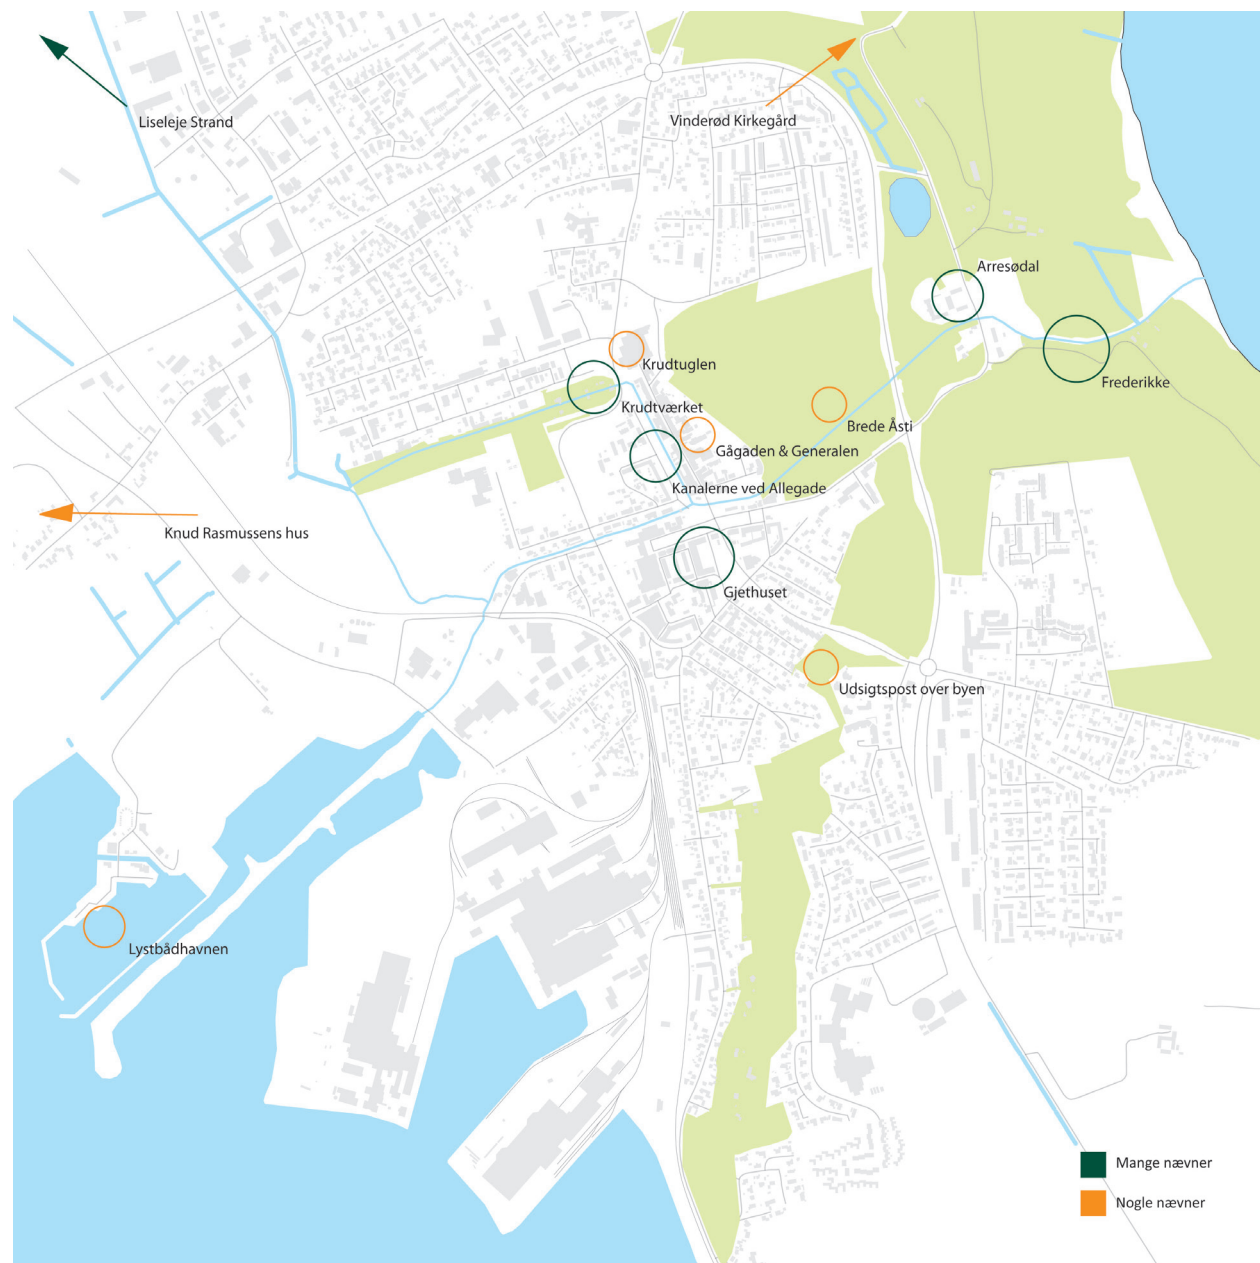 Liseleje Strand
Vinderød Kirkegård
Arresødal
Krudtuglen
Frederikke
Krudtværket
Brede Åsti
Gågaden & Generalen
Kanalerne ved Allegade
Knud Rasmussens hus
Gjethuset
Udsigtspost over byen
Lystbådhavnen
Mange nævner
Nogle nævner